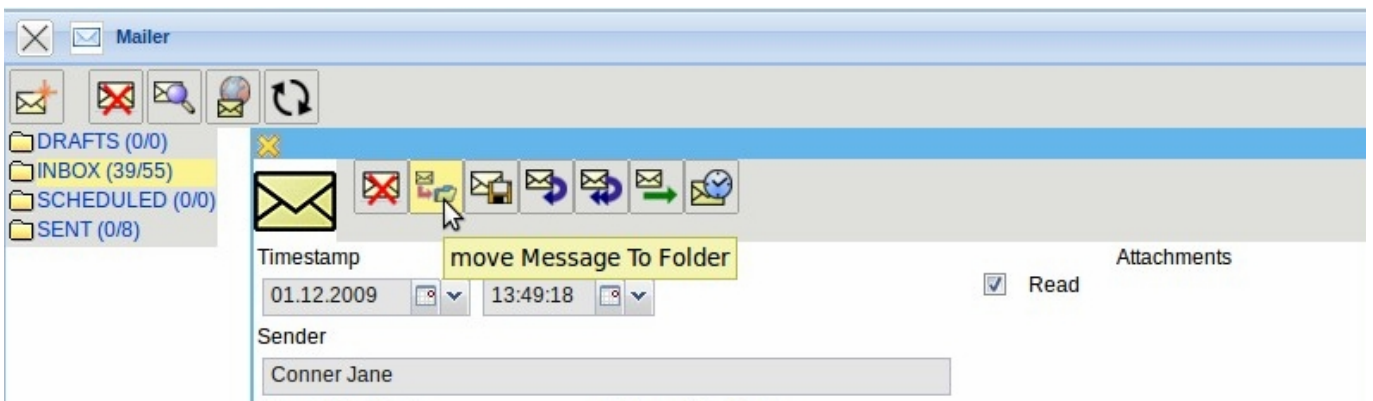 Mailer
DRAFTS (0/0)
INBOX (39/55)
SCHEDULED (0/0)
SENT (0/8)
move Message To Folder
Timestamp
Attachments
01.12.2009 13:49:18
Read
Sender
Conner Jane